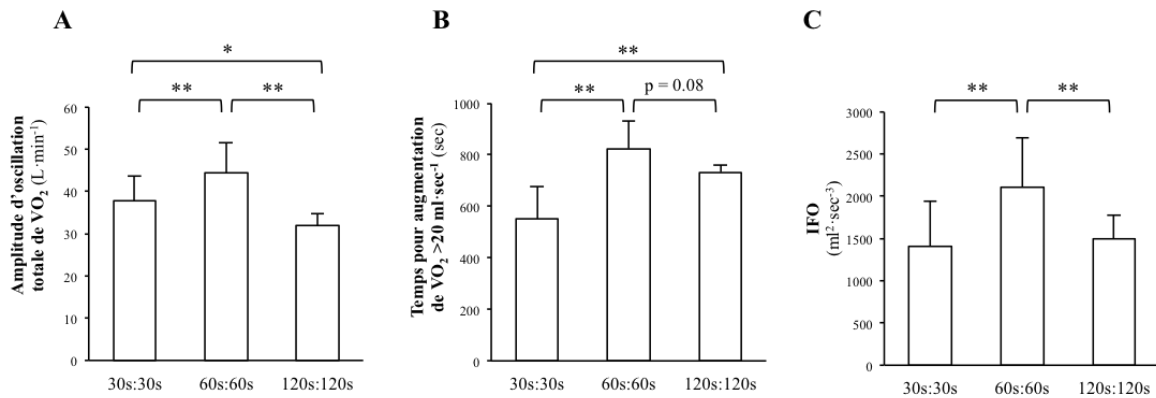 A
*
** **
Amplitude d'oscillation
totale de VO₂ (L·min⁻¹)
60
50
40
30
20
10
0
30s:30s 60s:60s 120s:120s
B
**
** p = 0.08
Temps pour augmentation
de VO₂ >20 ml·sec⁻¹ (sec)
1000
800
600
400
200
0
30s:30s 60s:60s 120s:120s
C
** **
IFO
(ml²·sec⁻³)
3000
2500
2000
1500
1000
500
0
30s:30s 60s:60s 120s:120s